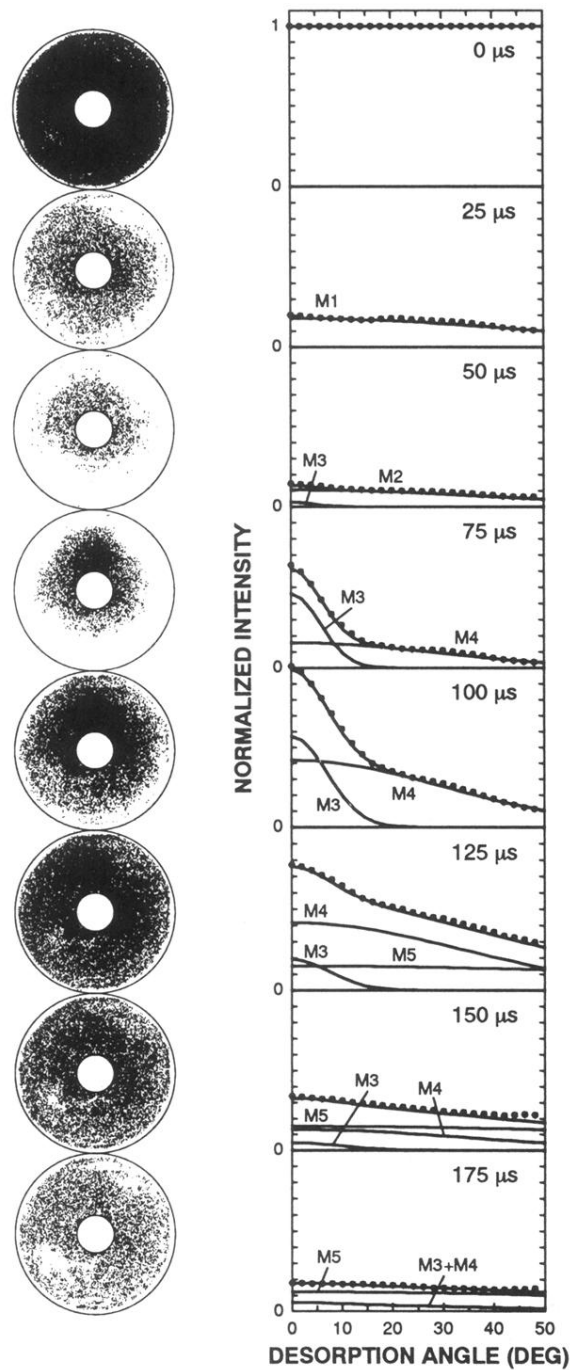 1
0 μs
0
25 μs
M1
0
50 μs
M3
M2
0
75 μs
M3
M4
0
100 μs
M3
M4
0
125 μs
M4
M3
M5
0
150 μs
M3
M4
M5
0
175 μs
M5
M3+M4
0
0 10 20 30 40 50
NORMALIZED INTENSITY
DESORPTION ANGLE (DEG)